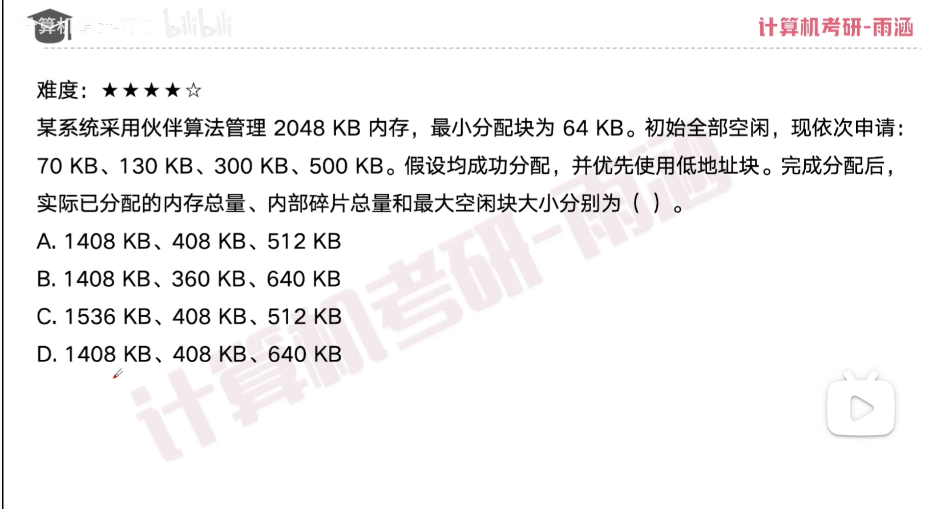 计算机考研-雨涵
难度：★★★★☆
某系统采用伙伴算法管理 2048 KB 内存，最小分配块为 64 KB。初始全部空闲，现依次申请：
70 KB、130 KB、300 KB、500 KB。假设均成功分配，并优先使用低地址块。完成分配后，
实际已分配的内存总量、内部碎片总量和最大空闲块大小分别为（ ）。
A. 1408 KB、408 KB、512 KB
B. 1408 KB、360 KB、640 KB
C. 1536 KB、408 KB、512 KB
D. 1408 KB、408 KB、640 KB
计算机考研-雨涵
bilibili